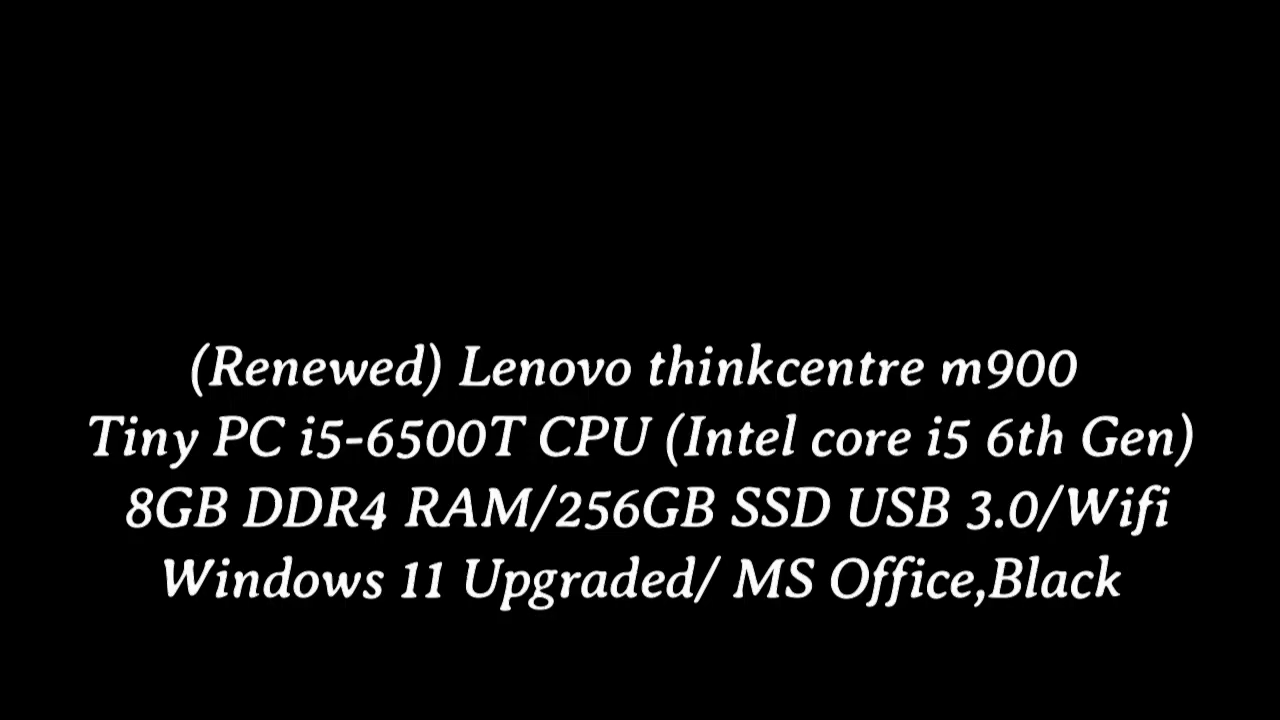 (Renewed) Lenovo thinkcentre m900
Tiny PC i5-6500T CPU (Intel core i5 6th Gen)
8GB DDR4 RAM/256GB SSD USB 3.0/Wifi
Windows 11 Upgraded/ MS Office,Black